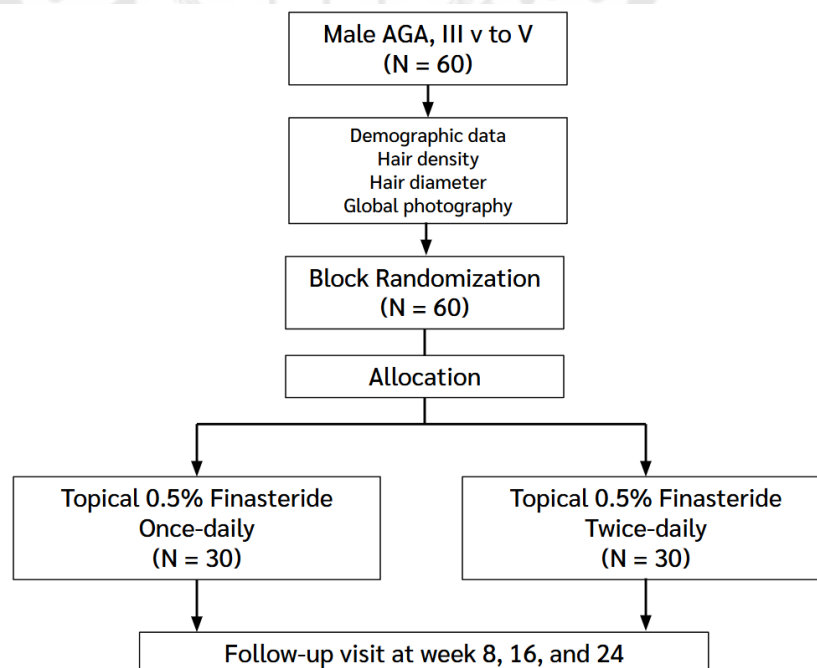 Male AGA, III v to V
(N = 60)
Demographic data
Hair density
Hair diameter
Global photography
Block Randomization
(N = 60)
Allocation
Topical 0.5% Finasteride
Once-daily
(N = 30)
Topical 0.5% Finasteride
Twice-daily
(N = 30)
Follow-up visit at week 8, 16, and 24